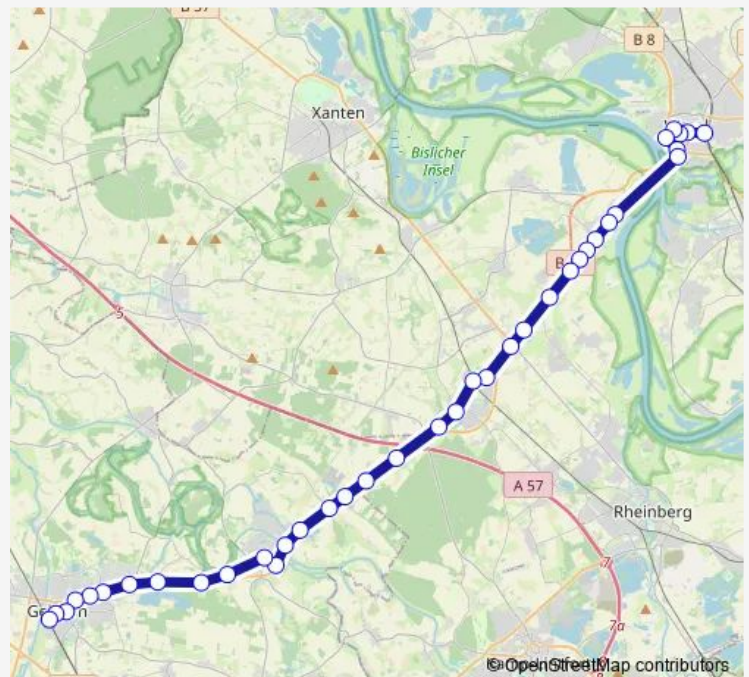 B 57
B 8
Xanten
Bislicher
Insel
B
5
A 57
Rheinberg
7
7a
© OpenStreetMap contributors